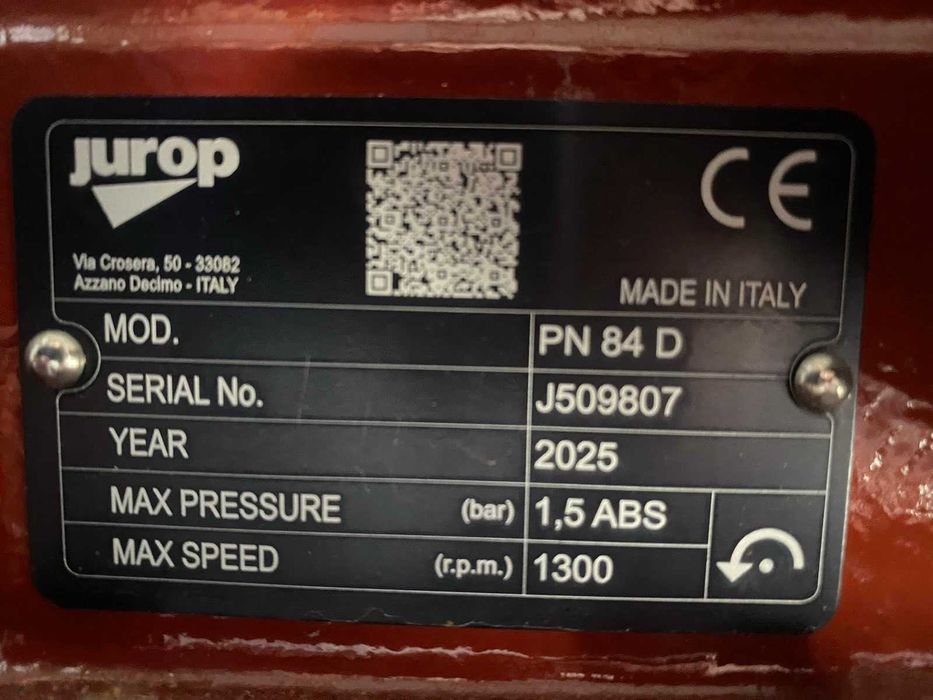 jurop
Via Crosera, 50 - 33082
Azzano Decimo - ITALY
CE
MADE IN ITALY
MOD. PN 84 D
SERIAL No. J509807
YEAR 2025
MAX PRESSURE (bar) 1,5 ABS
MAX SPEED (r.p.m.) 1300